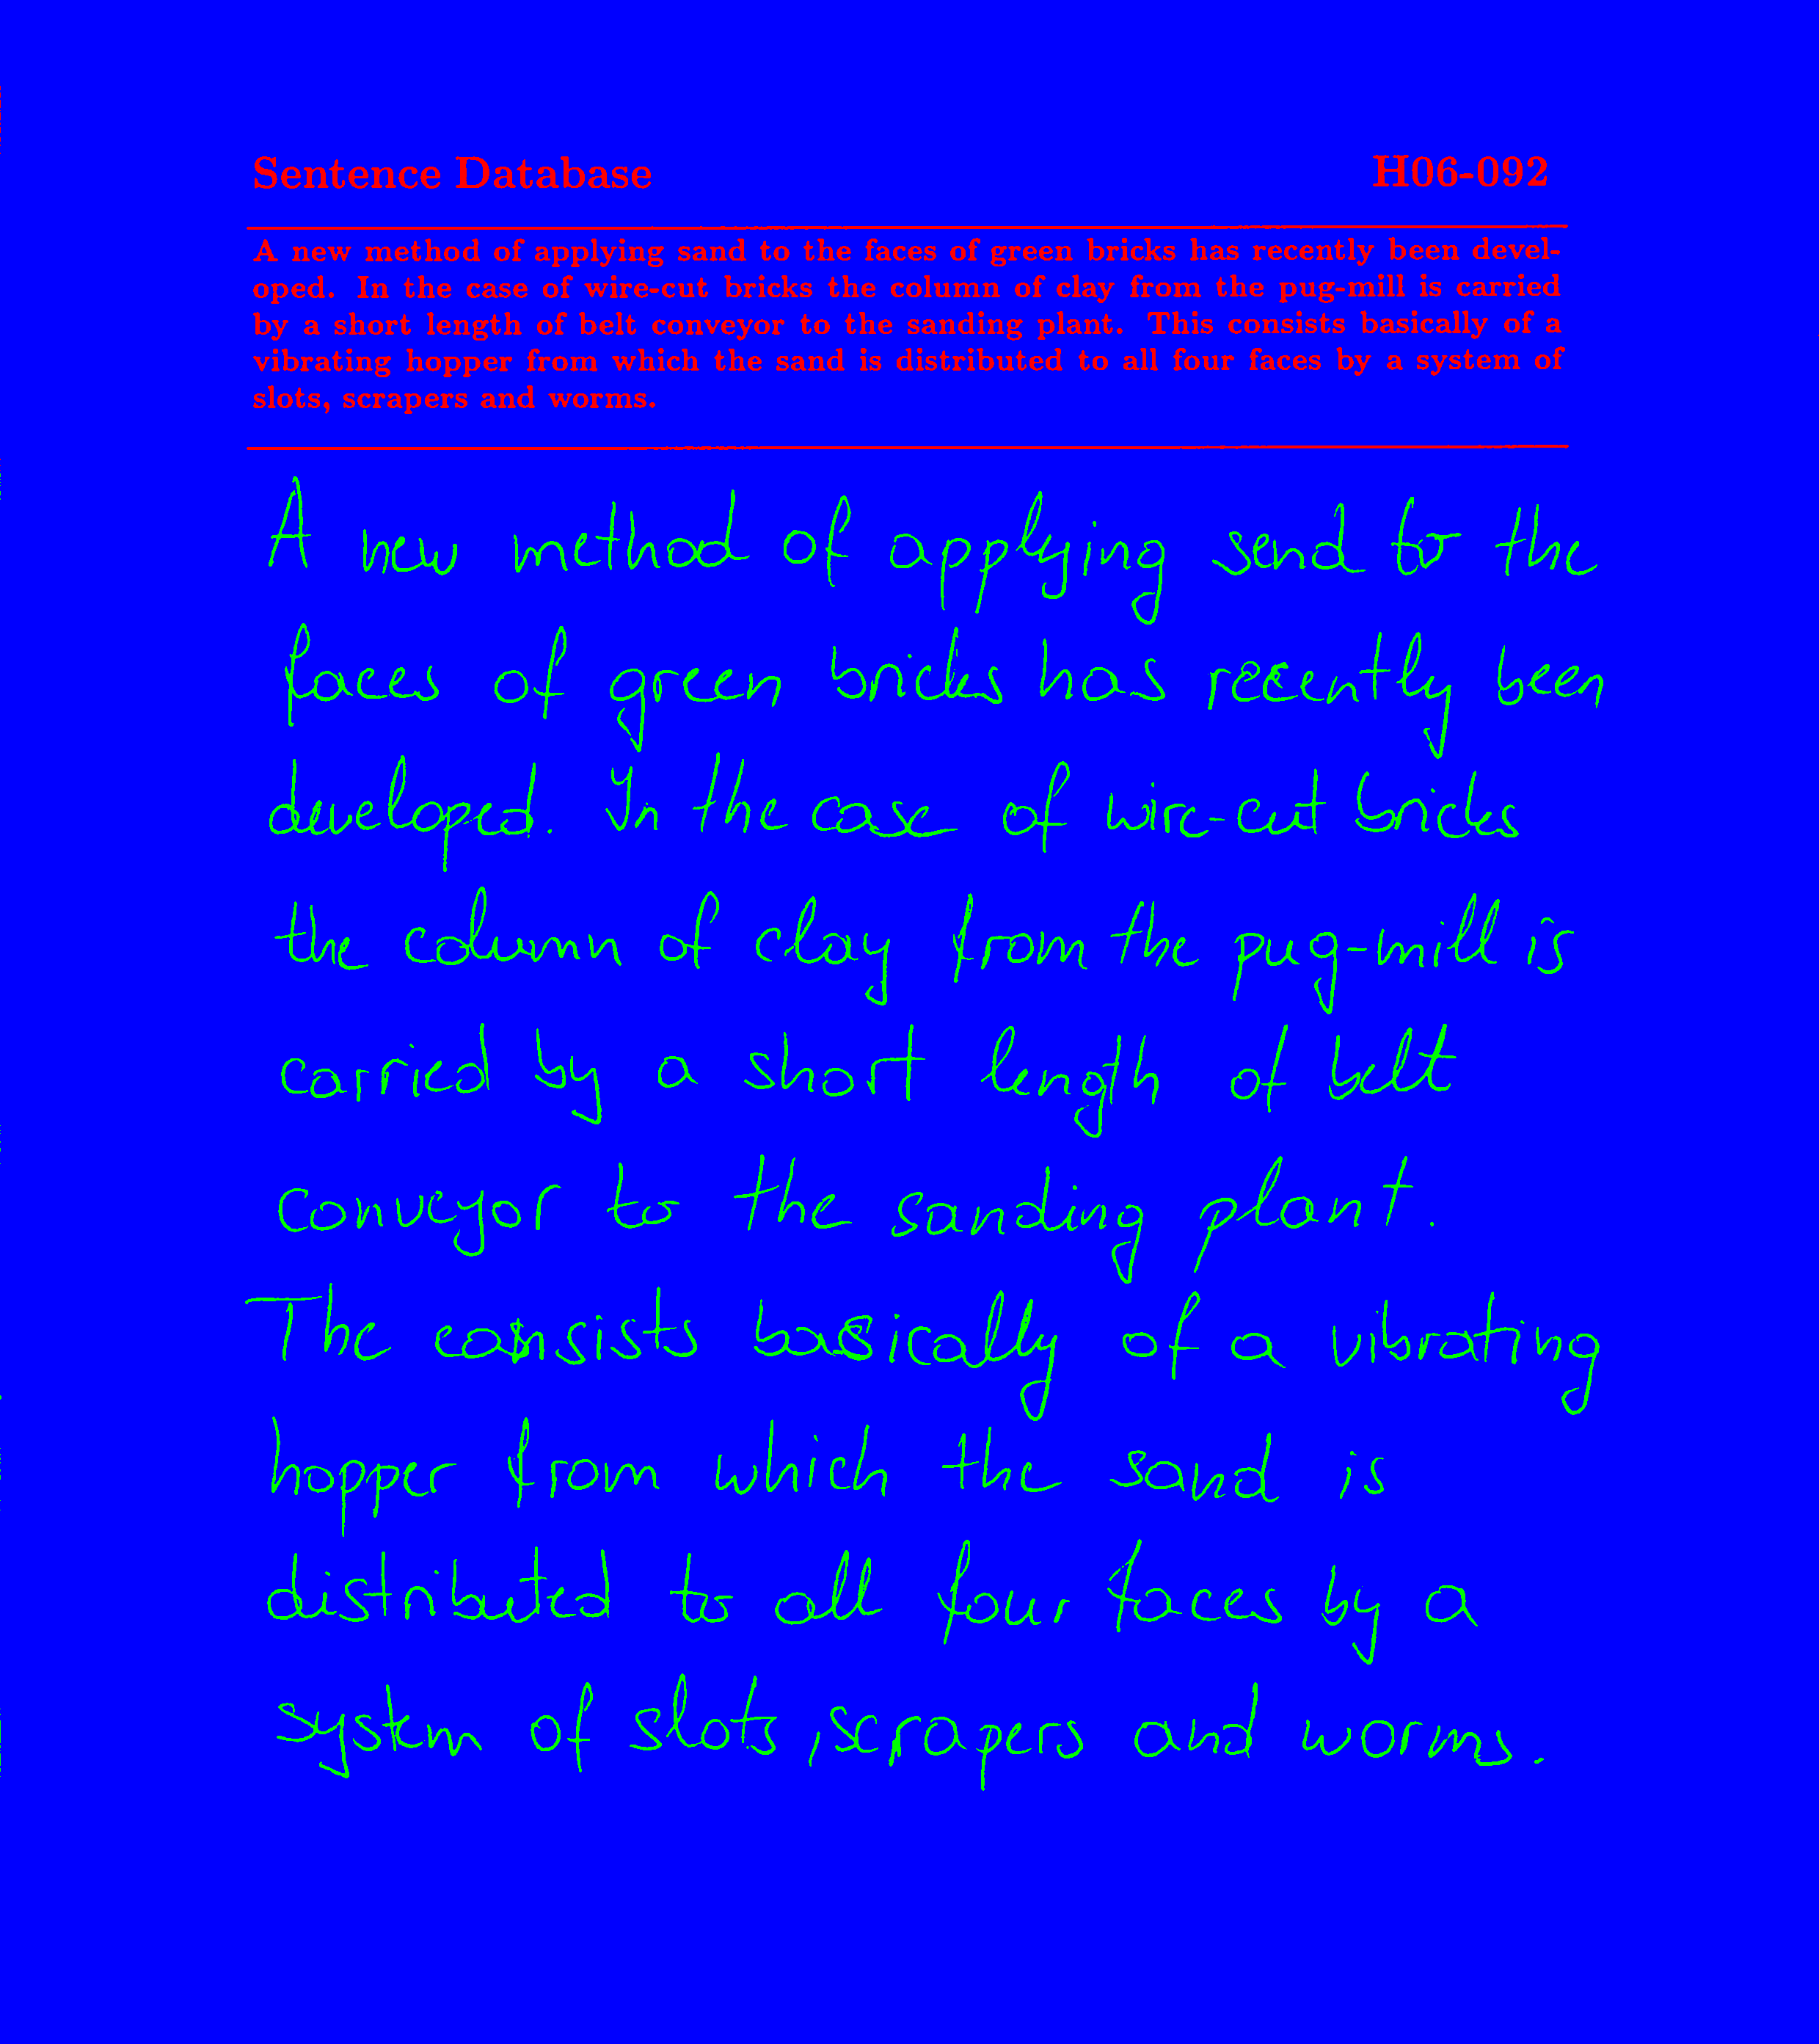 Sentence Database H06-092
A new method of applying sand to the faces of green bricks has recently been devel-
oped. In the case of wire-cut bricks the column of clay from the pug-mill is carried
by a short length of belt conveyor to the sanding plant. This consists basically of a
vibrating hopper from which the sand is distributed to all four faces by a system of
slots, scrapers and worms.
A new method of applying send to the
faces of green bricks has recently been
developed. In the case of wire-cut bricks
the column of clay from the pug-mill is
carried by a short length of belt
conveyor to the sanding plant.
The consists basically of a vibrating
hopper from which the sand is
distributed to all four faces by a
system of slots, scrapers and worms.